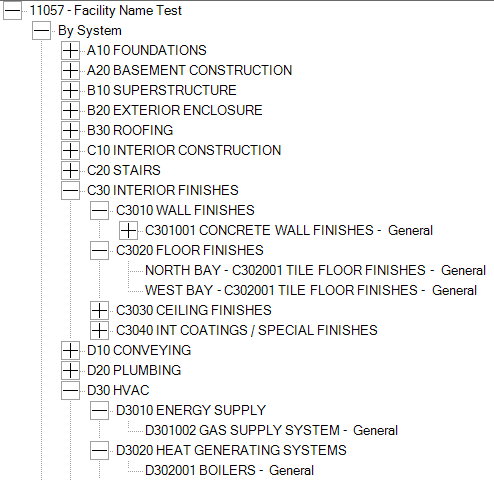 11057 - Facility Name Test
By System
A10 FOUNDATIONS
A20 BASEMENT CONSTRUCTION
B10 SUPERSTRUCTURE
B20 EXTERIOR ENCLOSURE
B30 ROOFING
C10 INTERIOR CONSTRUCTION
C20 STAIRS
C30 INTERIOR FINISHES
C3010 WALL FINISHES
C301001 CONCRETE WALL FINISHES - General
C3020 FLOOR FINISHES
NORTH BAY - C302001 TILE FLOOR FINISHES - General
WEST BAY - C302001 TILE FLOOR FINISHES - General
C3030 CEILING FINISHES
C3040 INT COATINGS / SPECIAL FINISHES
D10 CONVEYING
D20 PLUMBING
D30 HVAC
D3010 ENERGY SUPPLY
D301002 GAS SUPPLY SYSTEM - General
D3020 HEAT GENERATING SYSTEMS
D302001 BOILERS - General